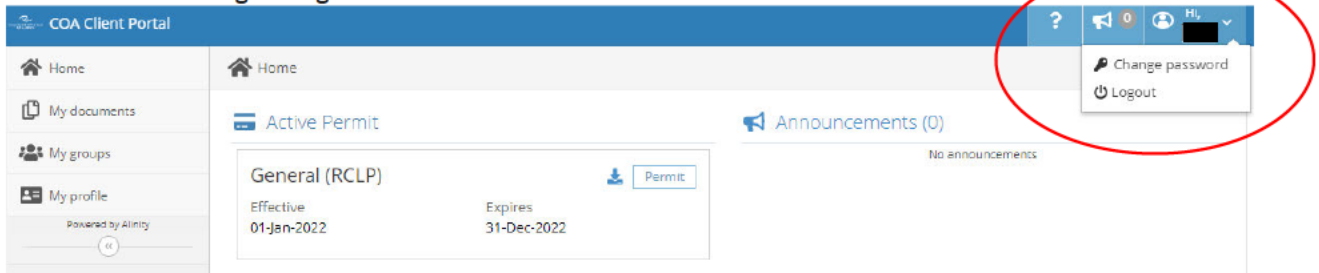 COA Client Portal
? 0 Hi,
Home
My documents
My groups
My profile
Powered by Alinity
Home
Change password
Logout
Active Permit
General (RCLP)
Permit
Effective Expires
01-Jan-2022 31-Dec-2022
Announcements (0)
No announcements